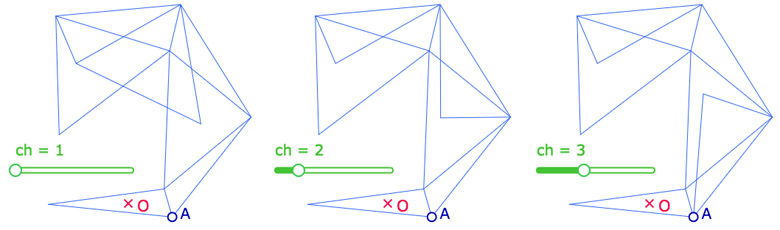 ch = 1
ch = 2
ch = 3
× O
A
× O
A
× O
A